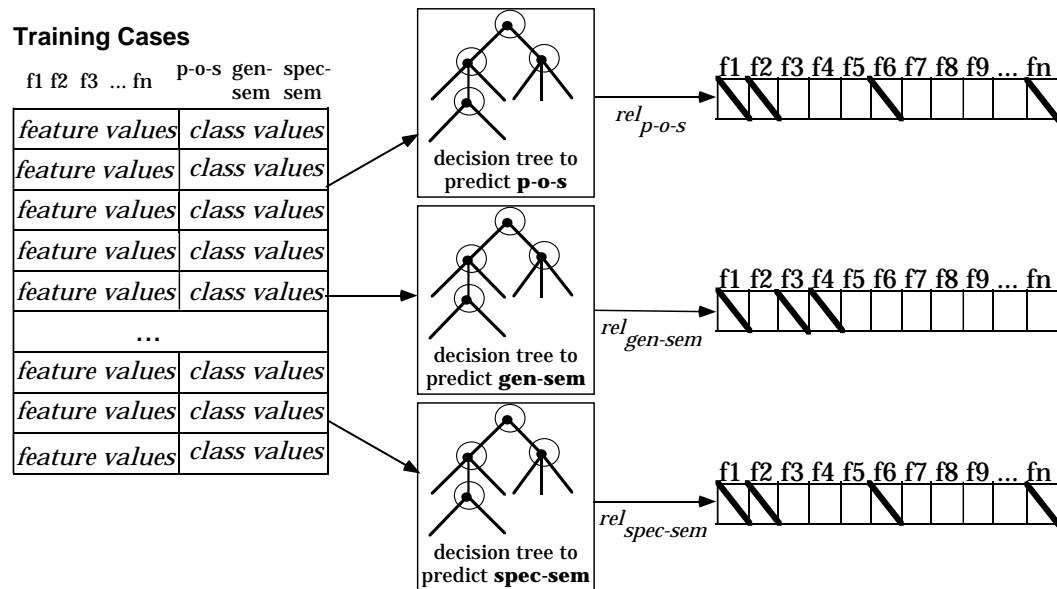 Training Cases
f1 f2 f3 ... fn
p-o-s gen-sem spec-sem
feature values class values
feature values class values
feature values class values
feature values class values
feature values class values
...
feature values class values
feature values class values
feature values class values
decision tree to
predict p-o-s
rel p-o-s
f1 f2 f3 f4 f5 f6 f7 f8 f9 ... fn
decision tree to
predict gen-sem
rel gen-sem
f1 f2 f3 f4 f5 f6 f7 f8 f9 ... fn
decision tree to
predict spec-sem
rel spec-sem
f1 f2 f3 f4 f5 f6 f7 f8 f9 ... fn